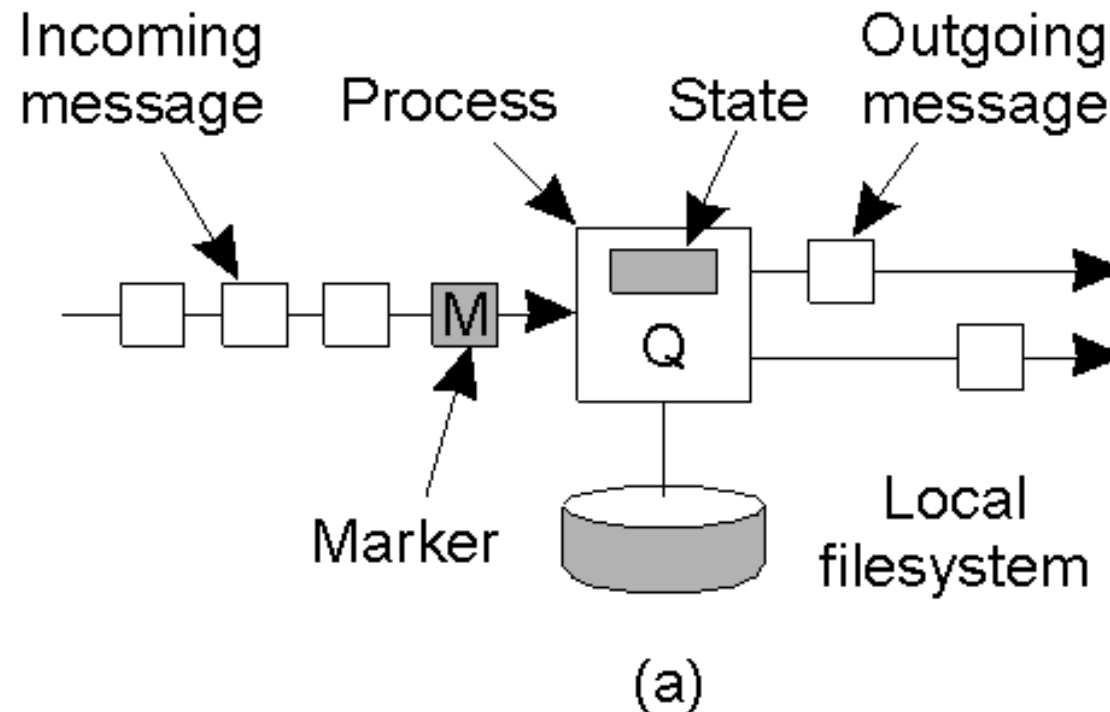 Incoming
message
Process
State
Outgoing
message
M
Q
Marker
Local
filesystem
(a)